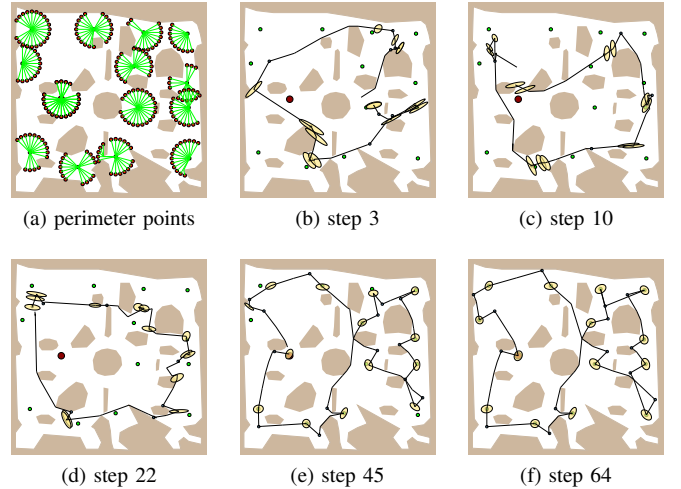 (a) perimeter points
(b) step 3
(c) step 10
(d) step 22
(e) step 45
(f) step 64